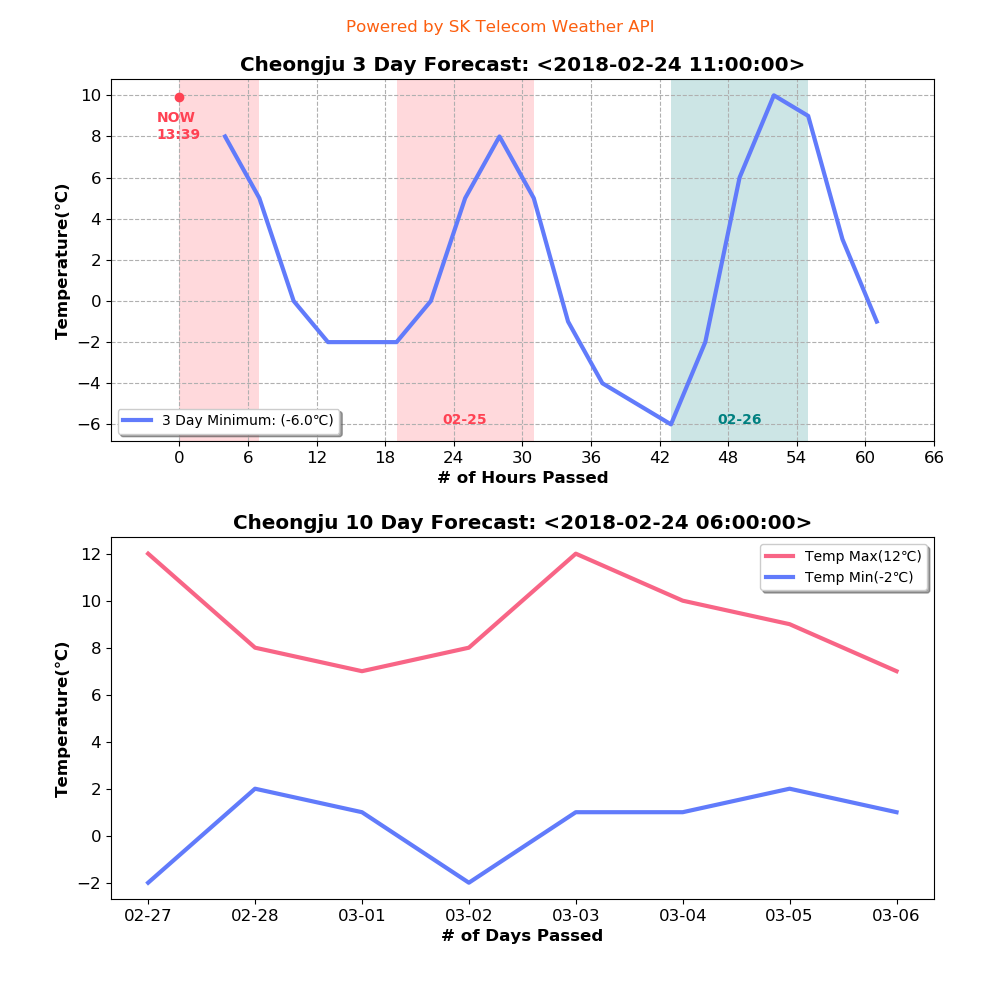 Powered by SK Telecom Weather API
Cheongju 3 Day Forecast: <2018-02-24 11:00:00>
Temperature(℃)
10
8
6
4
2
0
−2
−4
−6
NOW
13:39
02-25
02-26
3 Day Minimum: (-6.0℃)
0 6 12 18 24 30 36 42 48 54 60 66
# of Hours Passed
Cheongju 10 Day Forecast: <2018-02-24 06:00:00>
Temperature(℃)
12
10
8
6
4
2
0
−2
Temp Max(12℃)
Temp Min(-2℃)
02-27 02-28 03-01 03-02 03-03 03-04 03-05 03-06
# of Days Passed